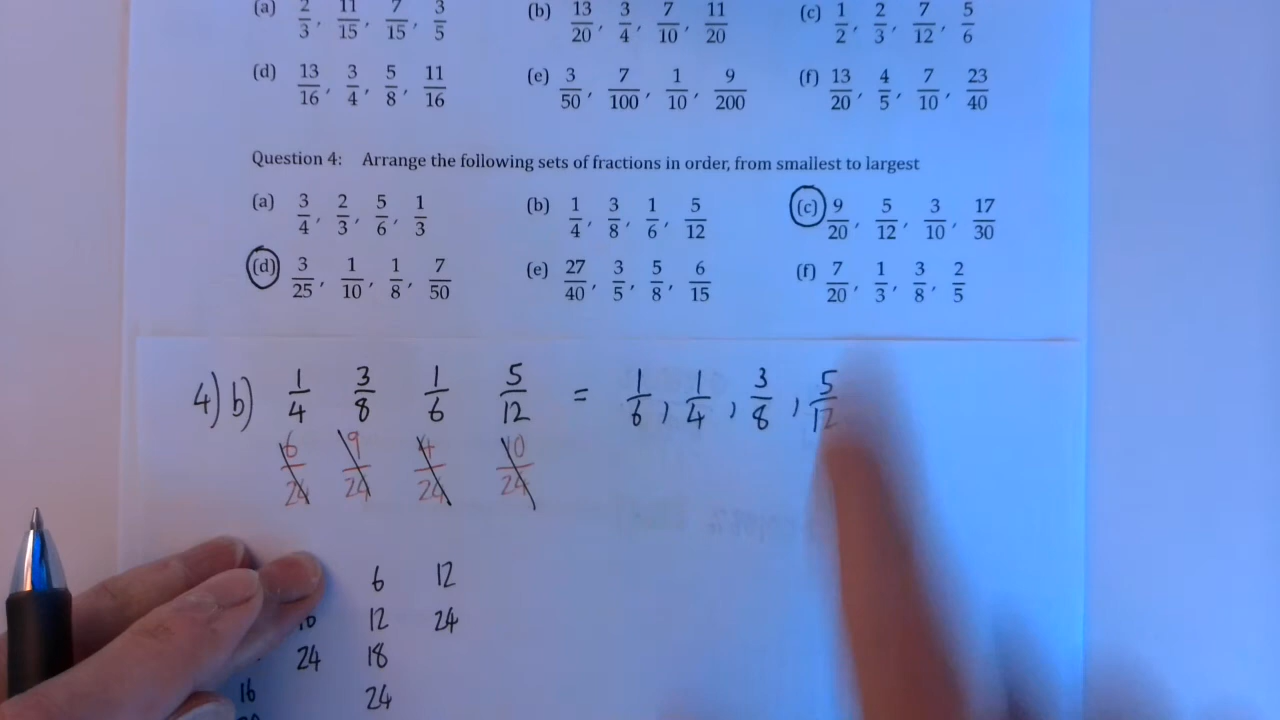 (a) 2/3, 11/15, 7/15, 3/5 (b) 13/20, 3/4, 7/10, 11/20 (c) 1/2, 2/3, 7/12, 5/6
(d) 13/16, 3/4, 5/8, 11/16 (e) 3/50, 7/100, 1/10, 9/200 (f) 13/20, 4/5, 7/10, 23/40
Question 4: Arrange the following sets of fractions in order, from smallest to largest
(a) 3/4, 2/3, 5/6, 1/3 (b) 1/4, 3/8, 1/6, 5/12 (c) 9/20, 5/12, 3/10, 17/30
(d) 3/25, 1/10, 1/8, 7/50 (e) 27/40, 3/5, 5/8, 6/15 (f) 7/20, 1/3, 3/8, 2/5
4) b) 1/4 3/8 1/6 5/12 = 1/6, 1/4, 3/8, 5/12
6/24 9/24 4/24 10/24
6 12
12 24
24 18
16 24